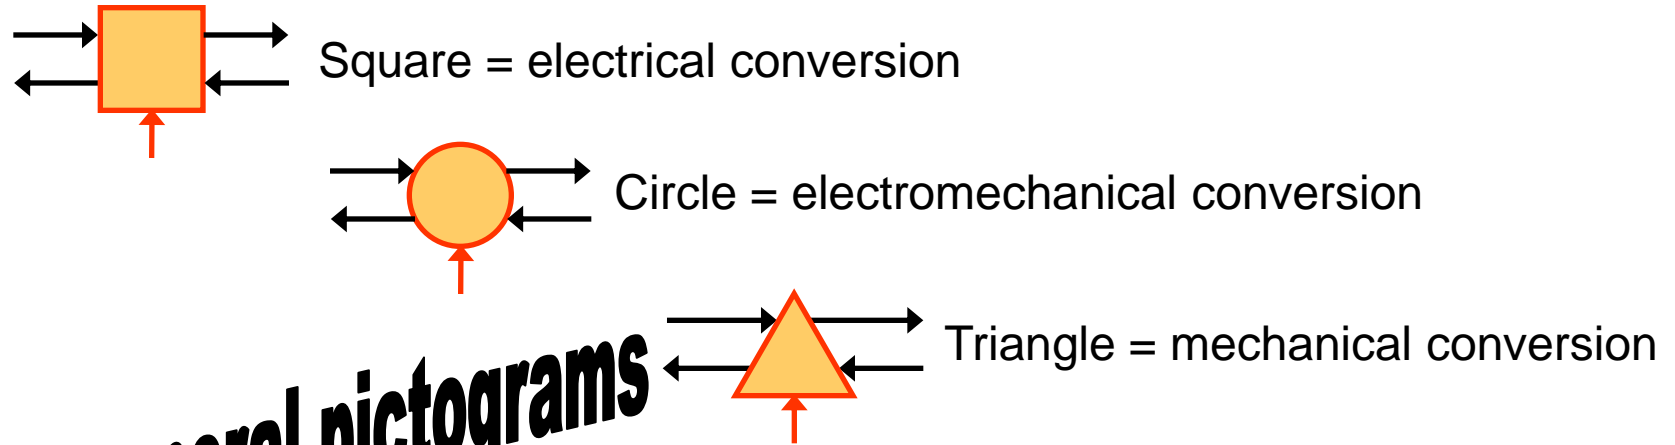 Square = electrical conversion
Circle = electromechanical conversion
Triangle = mechanical conversion
pictograms